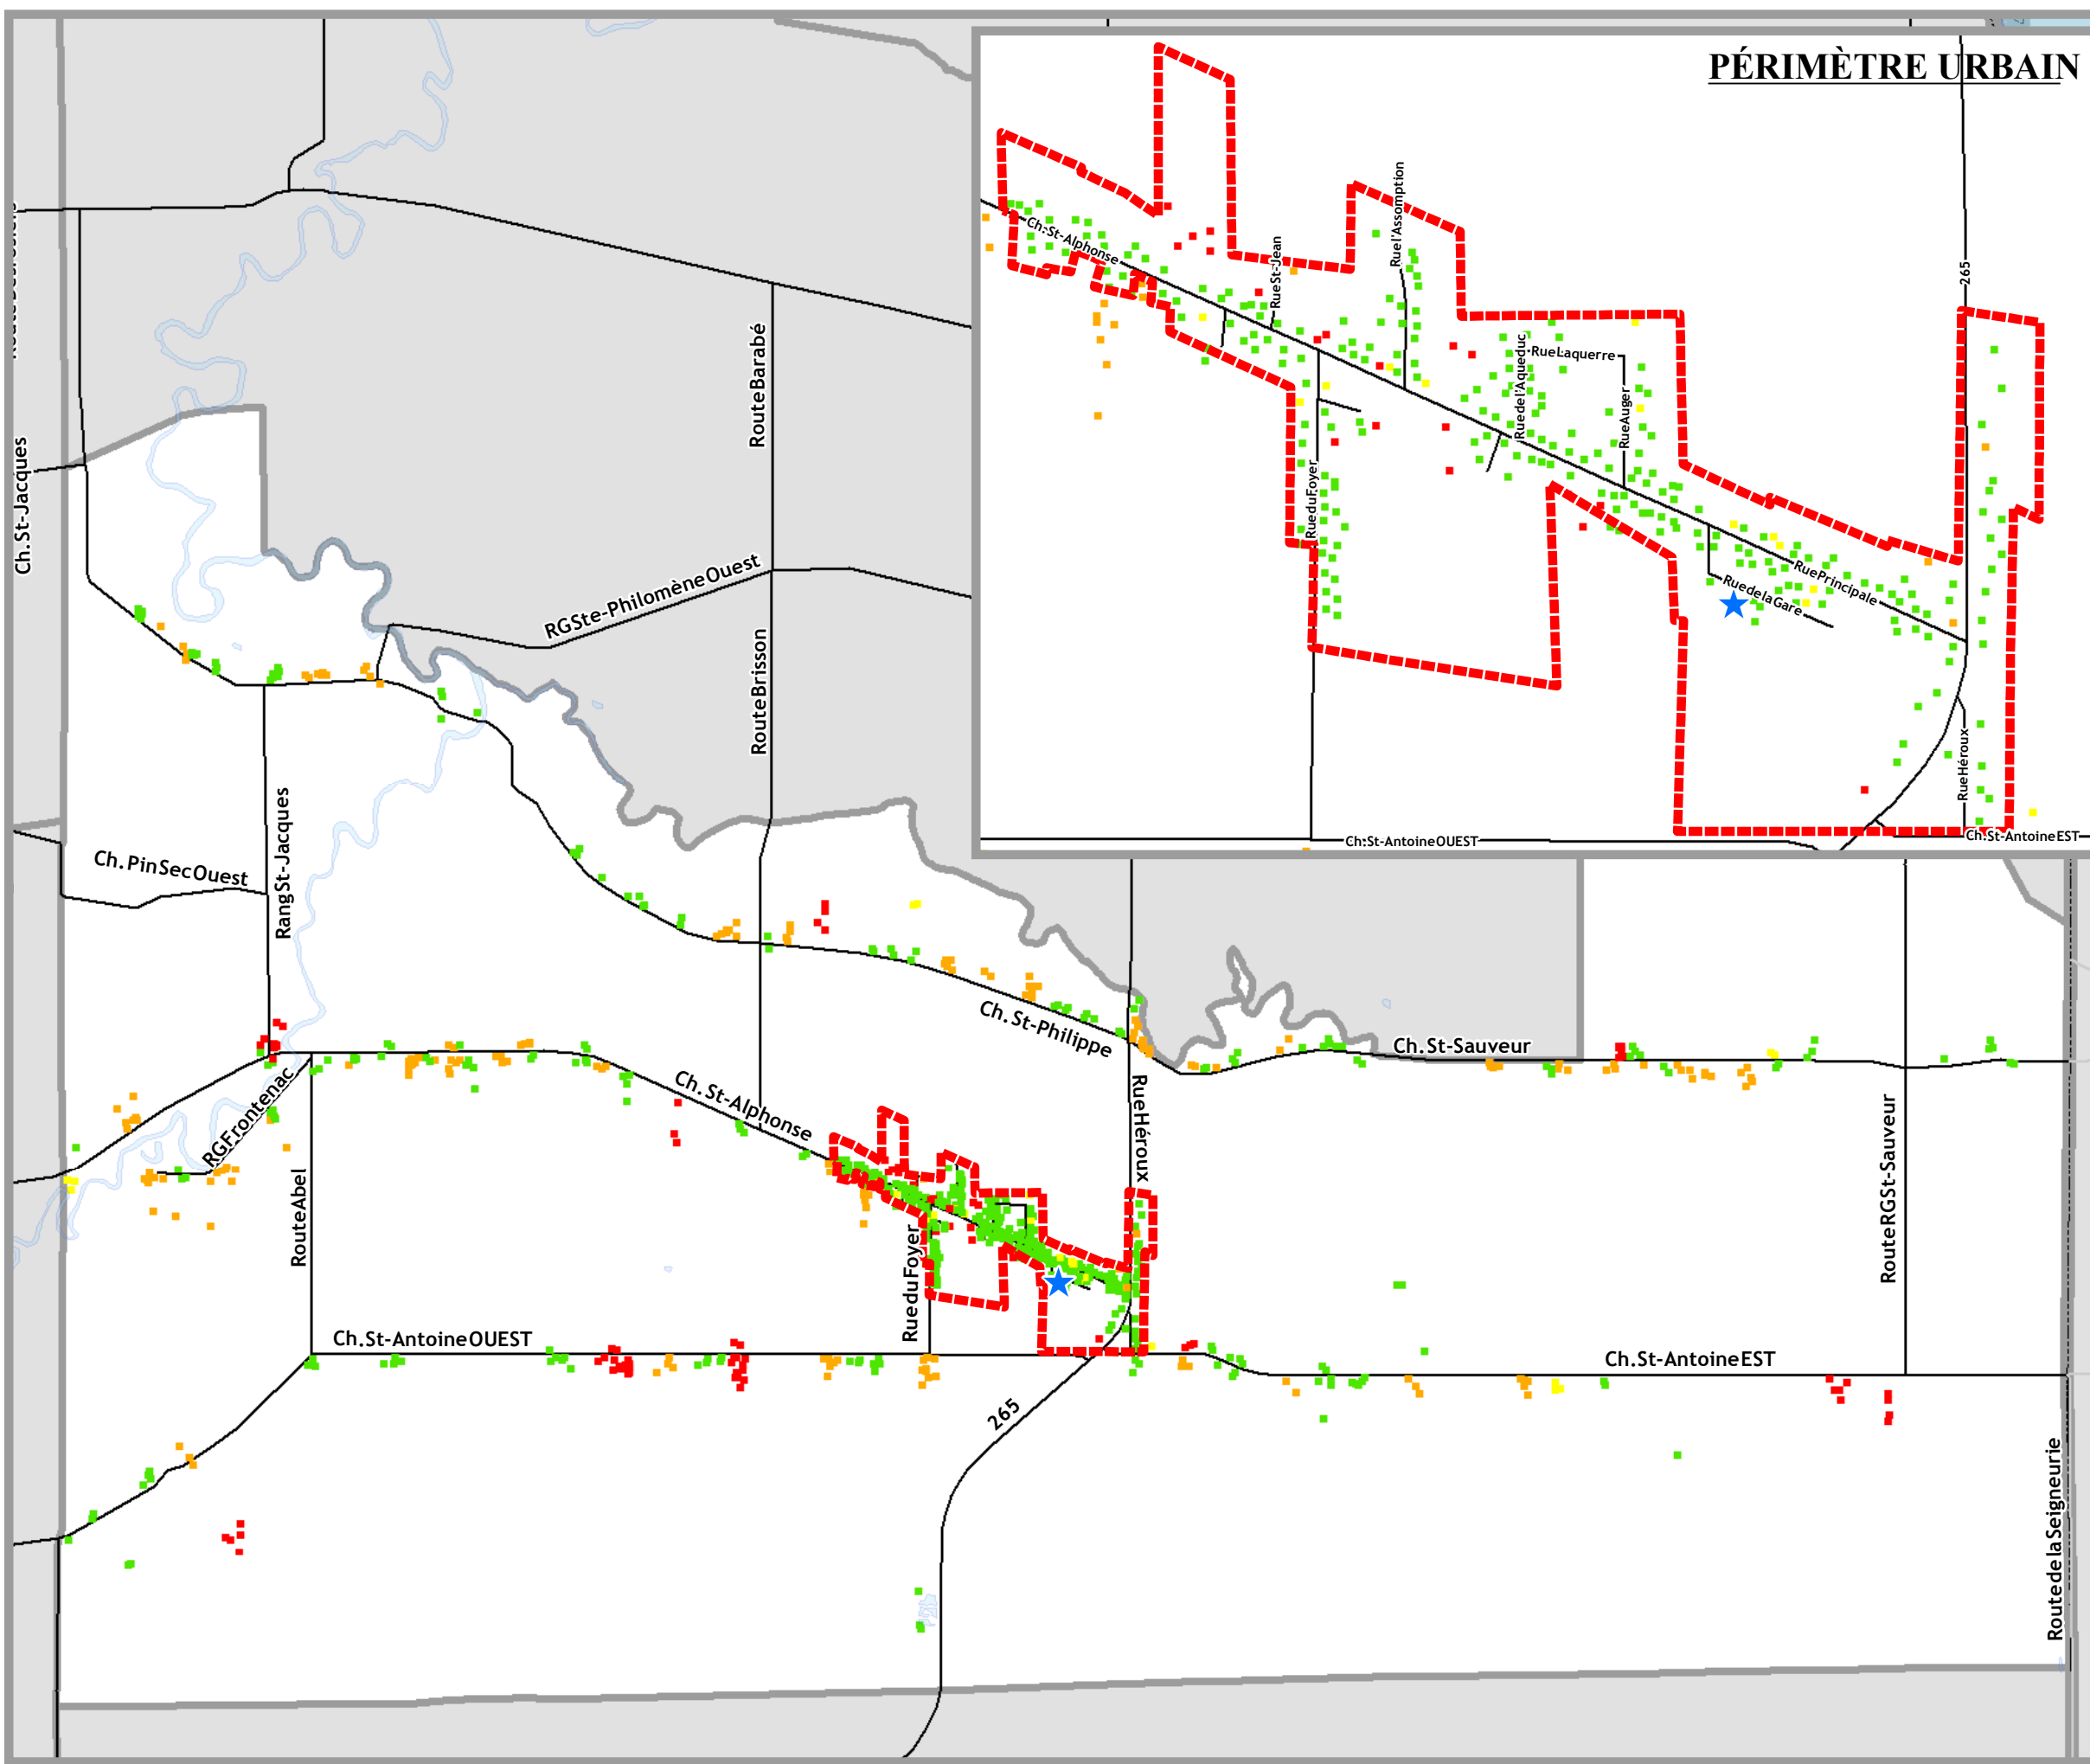 PÉRIMÈTRE URBAIN
Rue l'Assomption
Ch.St-Alphonse
Rue St-Jean
265
Rue Laquerre
Rue de l'Aqueduc
Rue Auger
Rue du Foyer
Rue Principale
Rue de la Gare
Rue Héroux
Ch.St-Antoine OUEST
Ch.St-Antoine EST
Ch.St-Jacques
Route Barabé
RG Ste-Philomène Ouest
Route Brisson
Rang St-Jacques
Ch.Pin Sec Ouest
Ch.St-Philippe
Ch.St-Sauveur
RG Frontenac
Ch.St-Alphonse
Rue Héroux
Route Abel
Rue du Foyer
Route RG St-Sauveur
Ch.St-Antoine OUEST
Ch.St-Antoine EST
265
Route de la Seigneurie